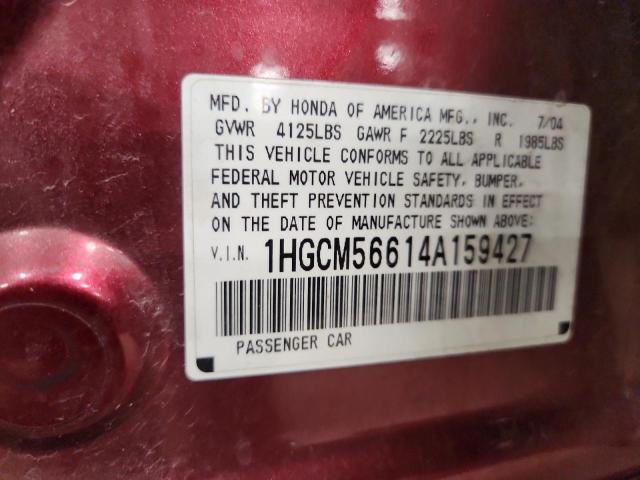 MFD. BY HONDA OF AMERICA MFG., INC. 7/04
GVWR 4125LBS GAWR F 2225LBS R 1985LBS
THIS VEHICLE CONFORMS TO ALL APPLICABLE
FEDERAL MOTOR VEHICLE SAFETY, BUMPER,
AND THEFT PREVENTION STANDARDS IN EFFECT
ON THE DATE OF MANUFACTURE SHOWN ABOVE:
V.I.N. 1HGCM56614A159427
PASSENGER CAR